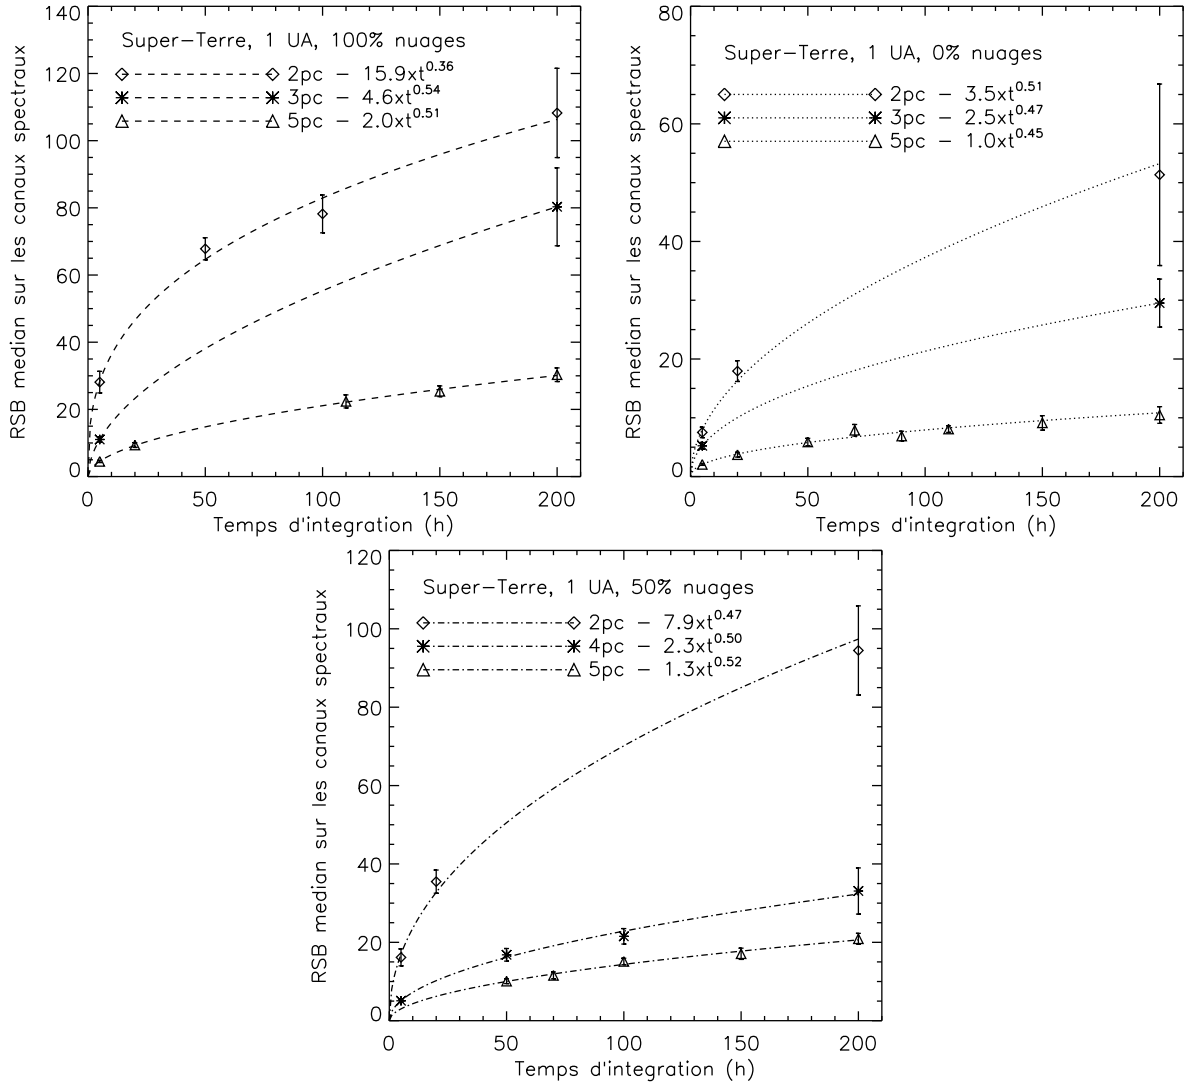 140
120
100
80
60
40
20
0
RSB median sur les canaux spectraux
Super-Terre, 1 UA, 100% nuages
2pc - 15.9xt^0.36
3pc - 4.6xt^0.54
5pc - 2.0xt^0.51
0 50 100 150 200
Temps d'integration (h)
80
60
40
20
0
RSB median sur les canaux spectraux
Super-Terre, 1 UA, 0% nuages
2pc - 3.5xt^0.51
3pc - 2.5xt^0.47
5pc - 1.0xt^0.45
0 50 100 150 200
Temps d'integration (h)
120
100
80
60
40
20
0
RSB median sur les canaux spectraux
Super-Terre, 1 UA, 50% nuages
2pc - 7.9xt^0.47
4pc - 2.3xt^0.50
5pc - 1.3xt^0.52
0 50 100 150 200
Temps d'integration (h)